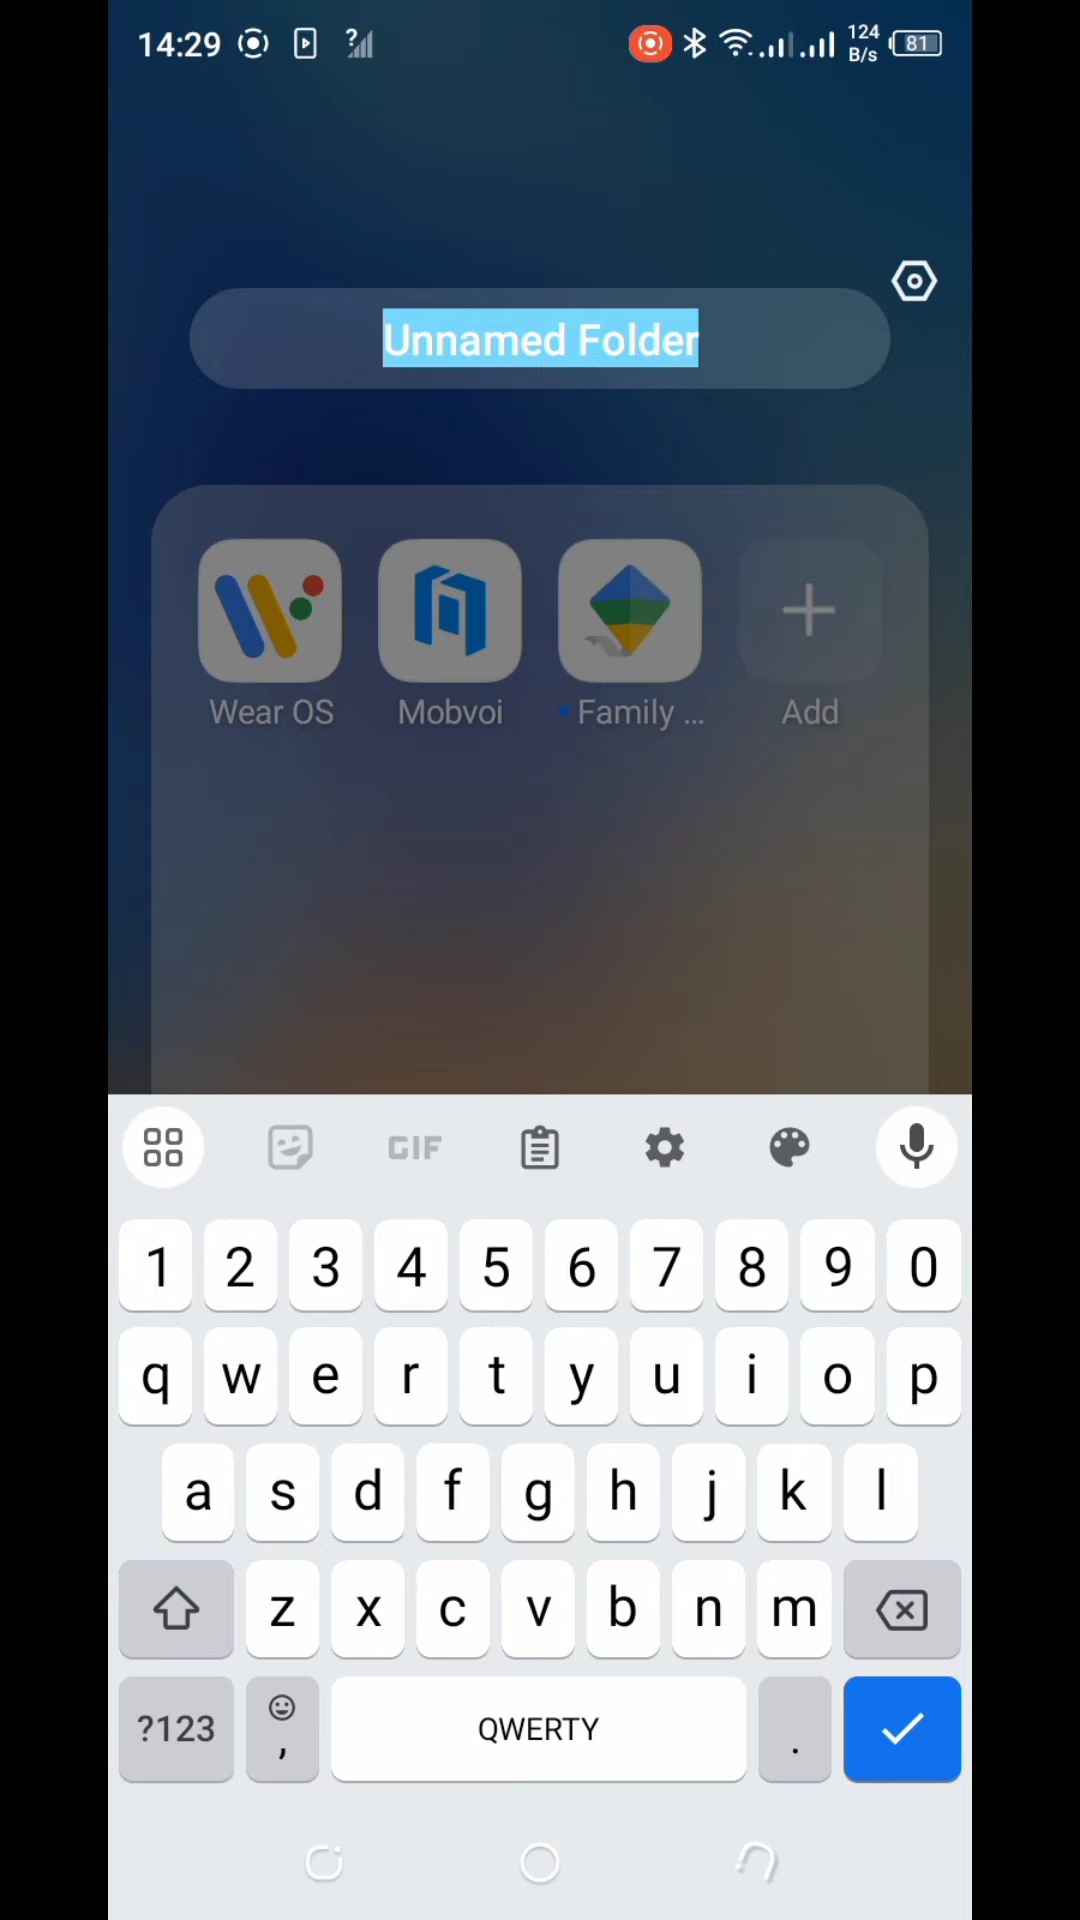 14:29 ? 124 B/s 81
Unnamed Folder
Wear OS Mobvoi Family ... Add
GIF
1 2 3 4 5 6 7 8 9 0
q w e r t y u i o p
a s d f g h j k l
z x c v b n m
?123 , QWERTY .